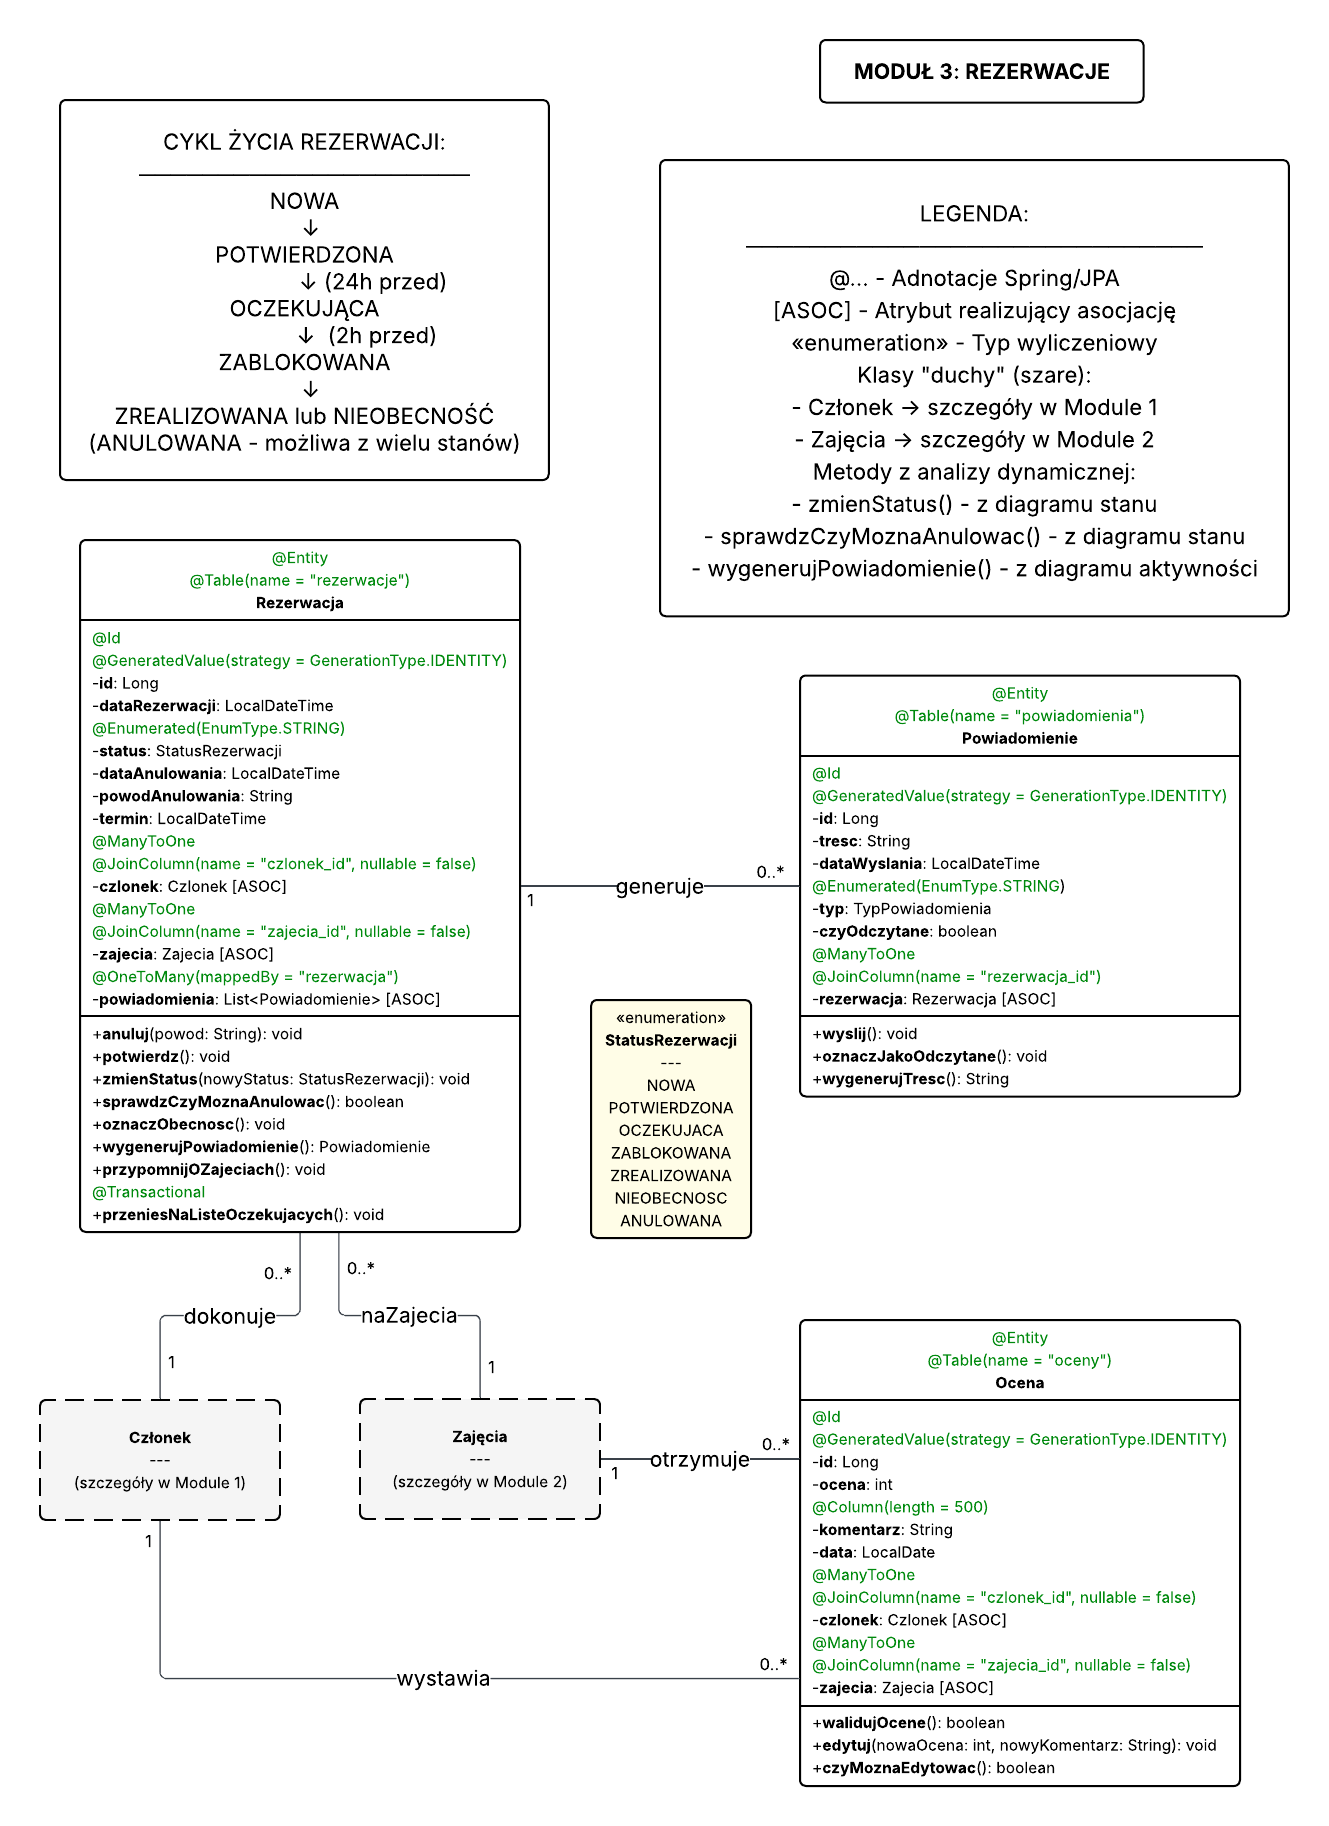 MODUŁ 3: REZERWACJE
CYKL ŻYCIA REZERWACJI:
NOWA
↓
POTWIERDZONA
↓ (24h przed)
OCZEKUJĄCA
↓ (2h przed)
ZABLOKOWANA
↓
ZREALIZOWANA lub NIEOBECNOŚĆ
(ANULOWANA - możliwa z wielu stanów)
LEGENDA:
@... - Adnotacje Spring/JPA
[ASOC] - Atrybut realizujący asocjację
«enumeration» - Typ wyliczeniowy
Klasy "duchy" (szare):
- Członek → szczegóły w Module 1
- Zajęcia → szczegóły w Module 2
Metody z analizy dynamicznej:
- zmienStatus() - z diagramu stanu
- sprawdzCzyMoznaAnulowac() - z diagramu stanu
- wygenerujPowiadomienie() - z diagramu aktywności
@Entity
@Table(name = "rezerwacje")
Rezerwacja
@Id
@GeneratedValue(strategy = GenerationType.IDENTITY)
-id: Long
-dataRezerwacji: LocalDateTime
@Enumerated(EnumType.STRING)
-status: StatusRezerwacji
-dataAnulowania: LocalDateTime
-powodAnulowania: String
-termin: LocalDateTime
@ManyToOne
@JoinColumn(name = "czlonek_id", nullable = false)
-czlonek: Czlonek [ASOC]
@ManyToOne
@JoinColumn(name = "zajecia_id", nullable = false)
-zajecia: Zajecia [ASOC]
@OneToMany(mappedBy = "rezerwacja")
-powiadomienia: List<Powiadomienie> [ASOC]
+anuluj(powod: String): void
+potwierdz(): void
+zmienStatus(nowyStatus: StatusRezerwacji): void
+sprawdzCzyMoznaAnulowac(): boolean
+oznaczObecnosc(): void
+wygenerujPowiadomienie(): Powiadomienie
+przypomnijOZajeciach(): void
@Transactional
+przeniesNaListeOczekujacych(): void
1
generuje
0..*
@Entity
@Table(name = "powiadomienia")
Powiadomienie
@Id
@GeneratedValue(strategy = GenerationType.IDENTITY)
-id: Long
-tresc: String
-dataWyslania: LocalDateTime
@Enumerated(EnumType.STRING)
-typ: TypPowiadomienia
-czyOdczytane: boolean
@ManyToOne
@JoinColumn(name = "rezerwacja_id")
-rezerwacja: Rezerwacja [ASOC]
+wyslij(): void
+oznaczJakoOdczytane(): void
+wygenerujTresc(): String
«enumeration»
StatusRezerwacji
---
NOWA
POTWIERDZONA
OCZEKUJACA
ZABLOKOWANA
ZREALIZOWANA
NIEOBECNOSC
ANULOWANA
0..*
dokonuje
1
0..*
naZajecia
1
Członek
---
(szczegóły w Module 1)
Zajęcia
---
(szczegóły w Module 2)
1
otrzymuje
0..*
1
wystawia
0..*
@Entity
@Table(name = "oceny")
Ocena
@Id
@GeneratedValue(strategy = GenerationType.IDENTITY)
-id: Long
-ocena: int
@Column(length = 500)
-komentarz: String
-data: LocalDate
@ManyToOne
@JoinColumn(name = "czlonek_id", nullable = false)
-czlonek: Czlonek [ASOC]
@ManyToOne
@JoinColumn(name = "zajecia_id", nullable = false)
-zajecia: Zajecia [ASOC]
+walidujOcene(): boolean
+edytuj(nowaOcena: int, nowyKomentarz: String): void
+czyMoznaEdytowac(): boolean